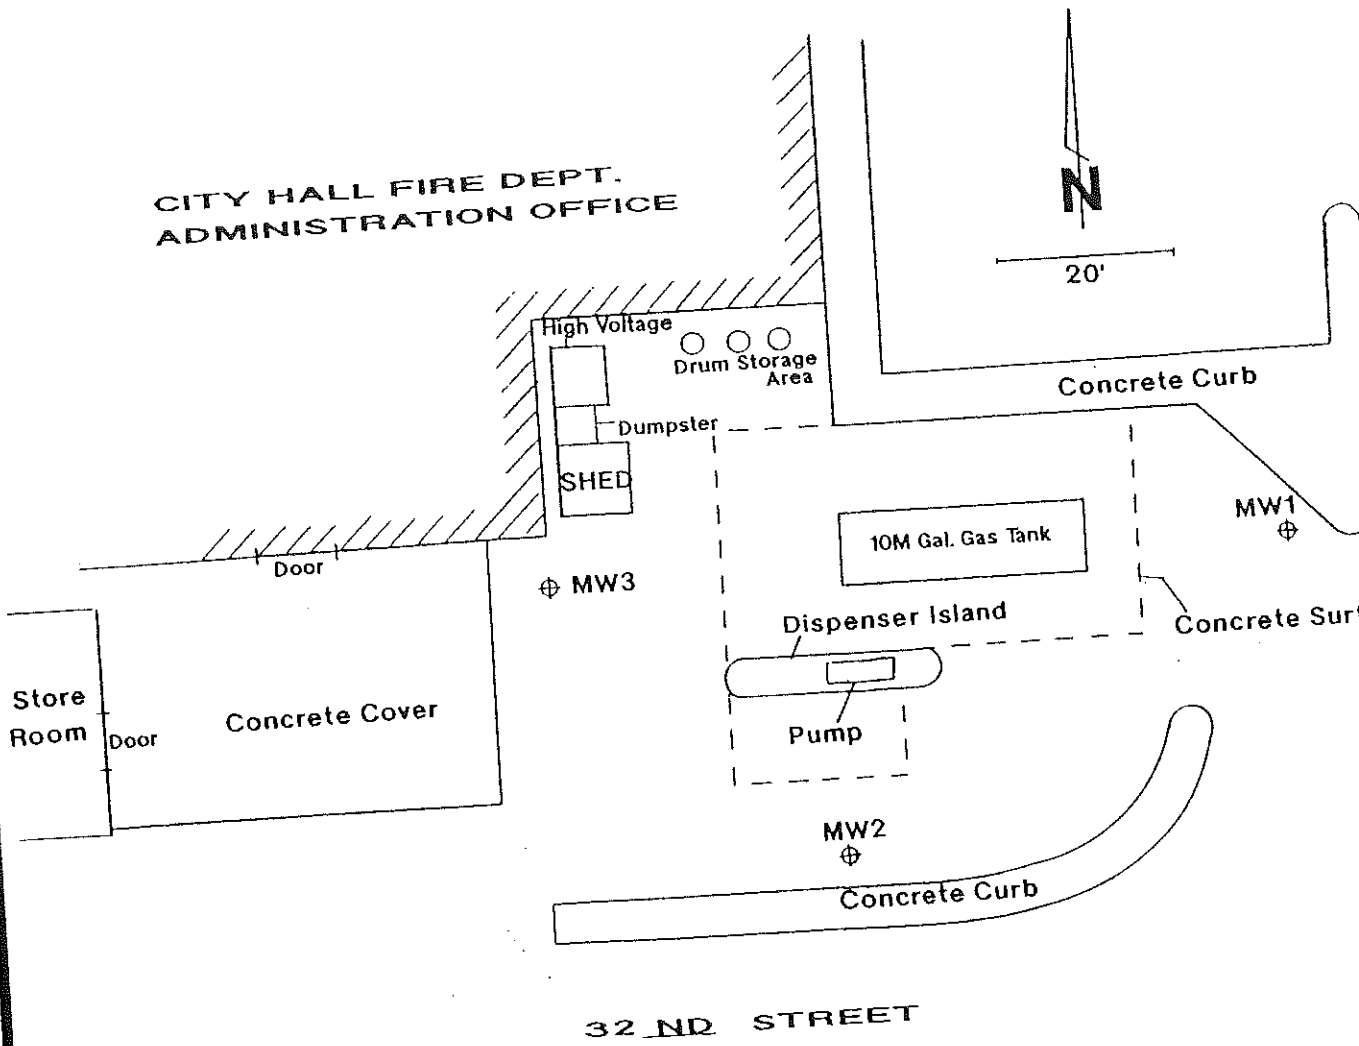 CITY HALL FIRE DEPT.
ADMINISTRATION OFFICE
N
20'
High Voltage
Drum Storage
Area
Concrete Curb
Dumpster
SHED
MW1
10M Gal. Gas Tank
Door
MW3
Dispenser Island
Concrete Surf
Store
Room
Door
Concrete Cover
Pump
MW2
Concrete Curb
32 ND STREET